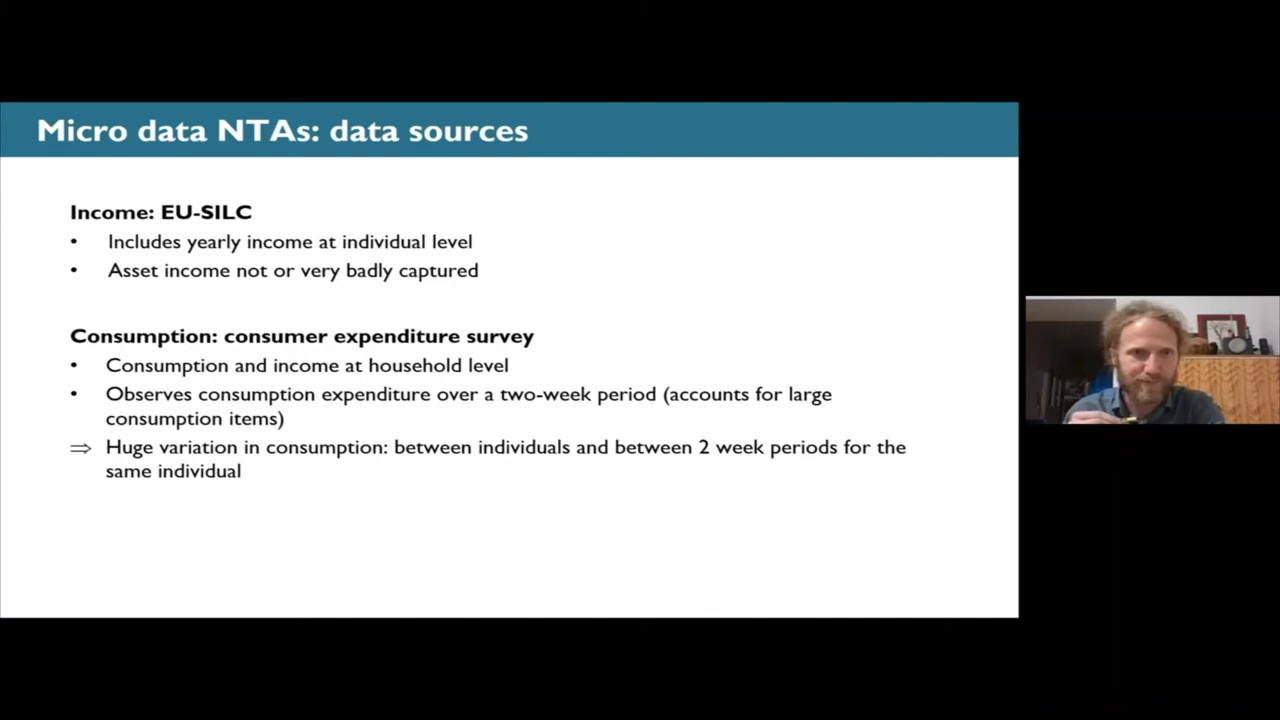 Micro data NTAs: data sources
Income: EU-SILC
• Includes yearly income at individual level
• Asset income not or very badly captured
Consumption: consumer expenditure survey
• Consumption and income at household level
• Observes consumption expenditure over a two-week period (accounts for large
consumption items)
⇒ Huge variation in consumption: between individuals and between 2 week periods for the
same individual